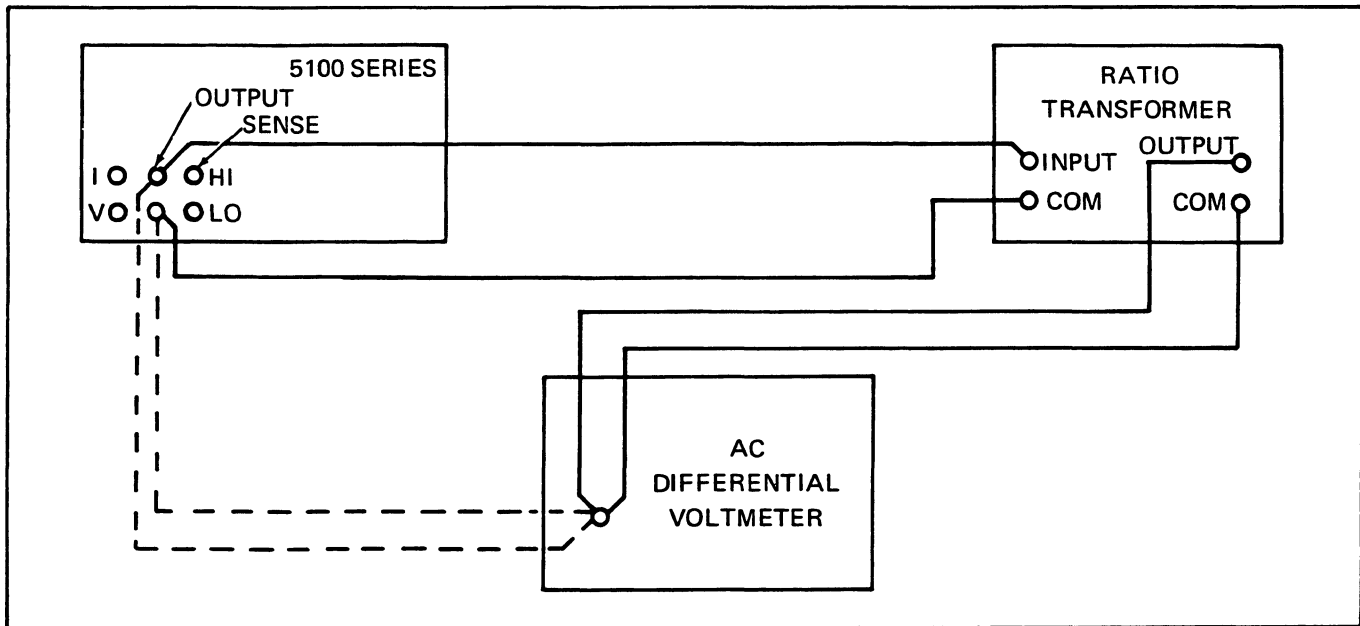 5100 SERIES
OUTPUT
SENSE
I
HI
V
LO
RATIO
TRANSFORMER
INPUT
OUTPUT
COM
COM
AC
DIFFERENTIAL
VOLTMETER